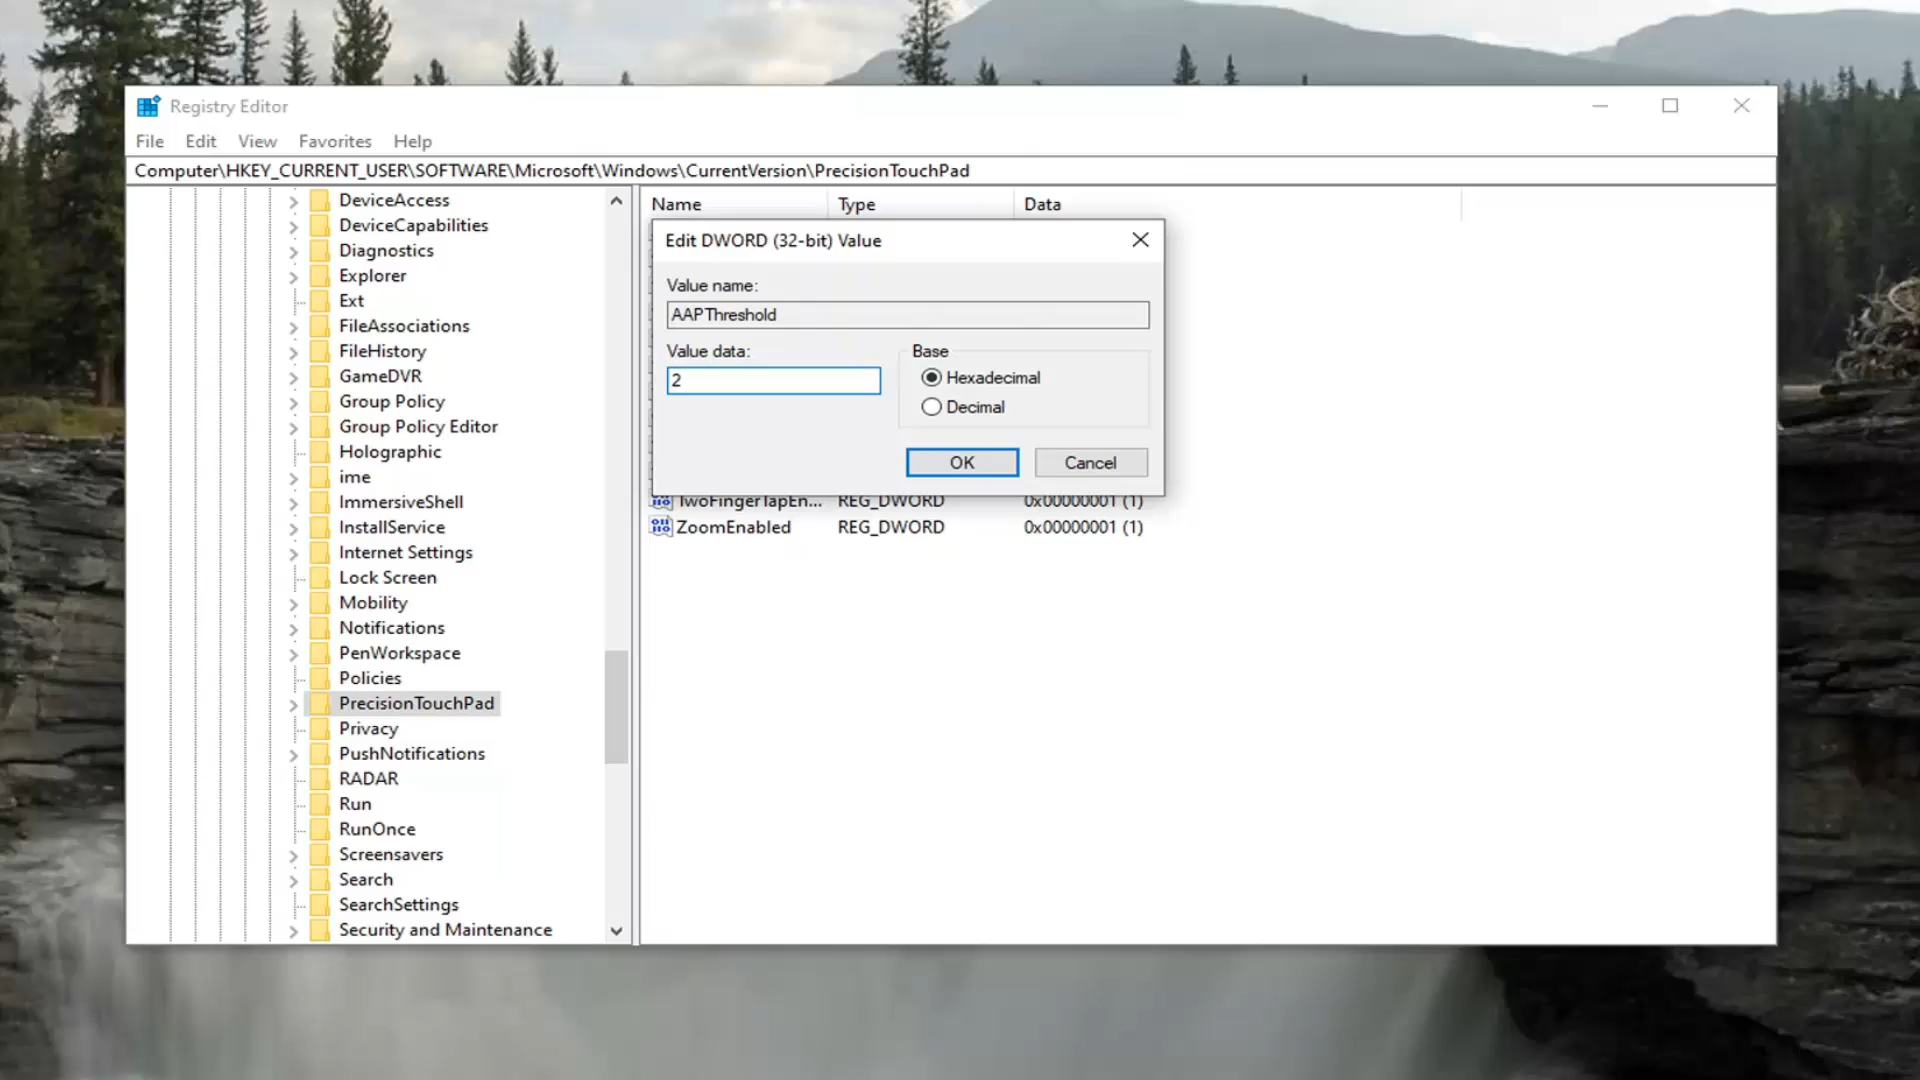 Registry Editor
File Edit View Favorites Help
Computer\HKEY_CURRENT_USER\SOFTWARE\Microsoft\Windows\CurrentVersion\PrecisionTouchPad
DeviceAccess
DeviceCapabilities
Diagnostics
Explorer
Ext
FileAssociations
FileHistory
GameDVR
Group Policy
Group Policy Editor
Holographic
ime
ImmersiveShell
InstallService
Internet Settings
Lock Screen
Mobility
Notifications
PenWorkspace
Policies
PrecisionTouchPad
Privacy
PushNotifications
RADAR
Run
RunOnce
Screensavers
Search
SearchSettings
Security and Maintenance
Name Type Data
Edit DWORD (32-bit) Value
Value name:
AAPThreshold
Value data:
2
Base
Hexadecimal
Decimal
OK Cancel
TwoFingerTapEn... REG_DWORD 0x00000001 (1)
ZoomEnabled REG_DWORD 0x00000001 (1)